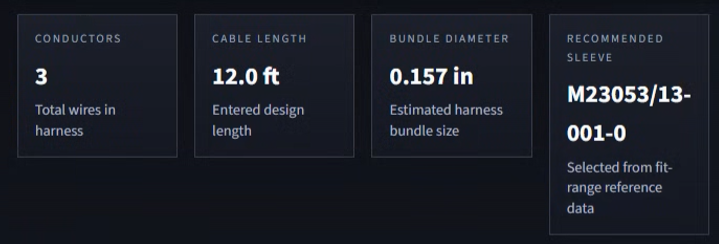 CONDUCTORS
3
Total wires in
harness
CABLE LENGTH
12.0 ft
Entered design
length
BUNDLE DIAMETER
0.157 in
Estimated harness
bundle size
RECOMMENDED
SLEEVE
M23053/13-
001-0
Selected from fit-
range reference
data